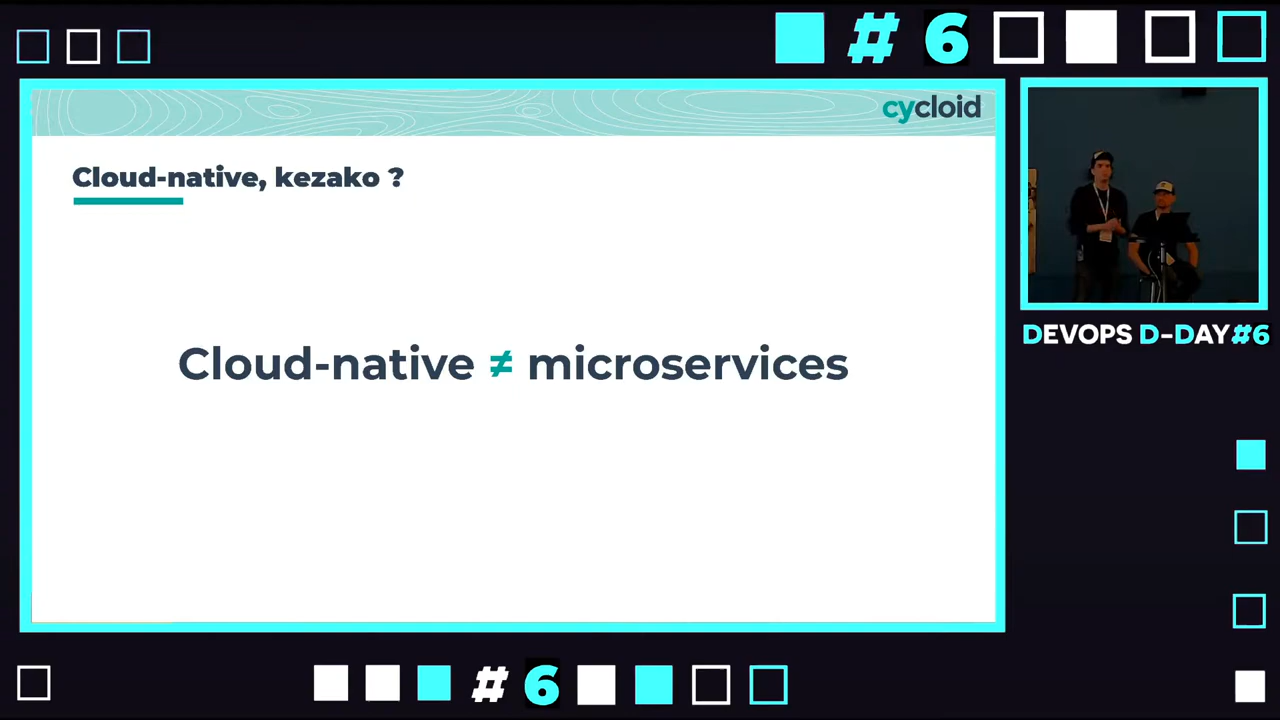 # 6
cycloid
Cloud-native, kezako ?
Cloud-native ≠ microservices
DEVOPS D-DAY#6
# 6